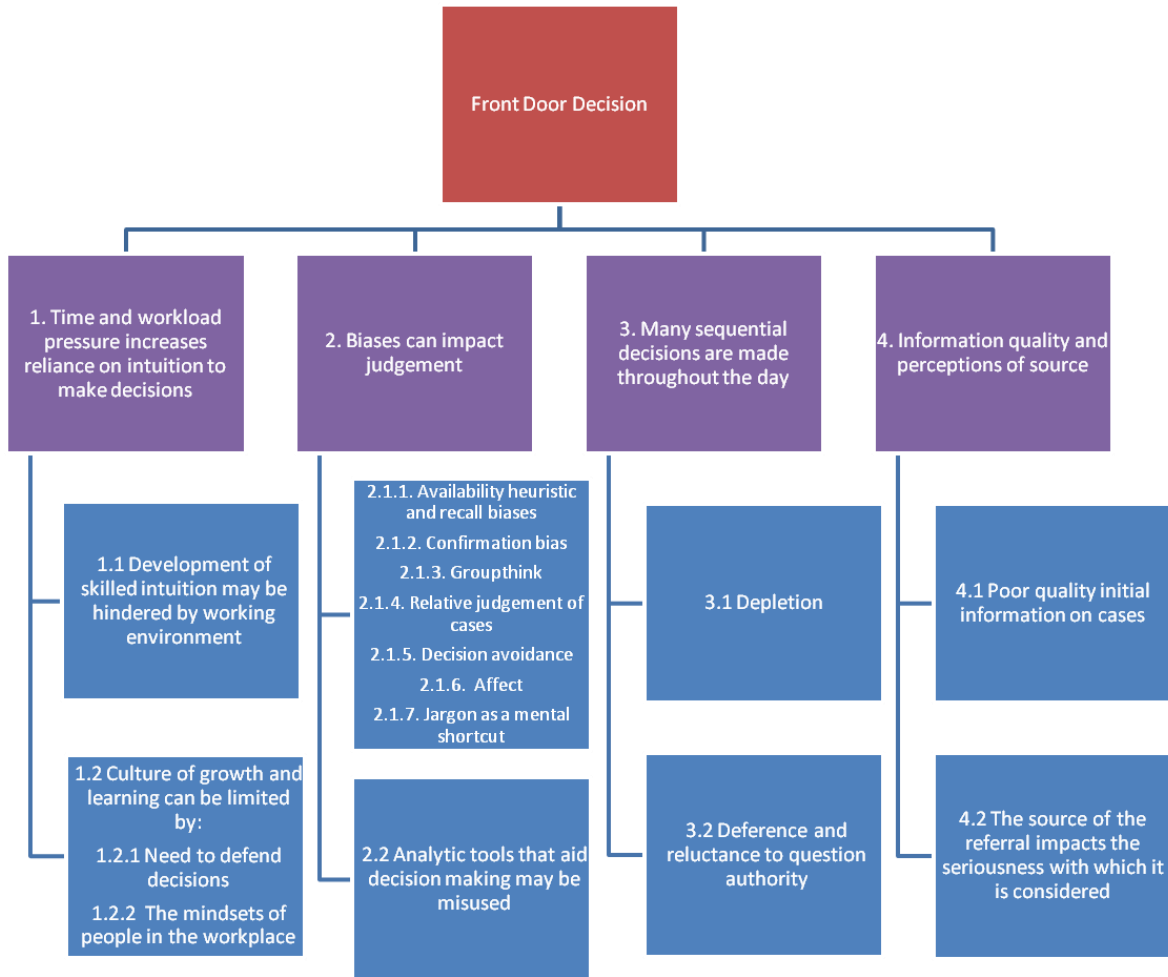 Front Door Decision
1. Time and workload
pressure increases
reliance on intuition to
make decisions
2. Biases can impact
judgement
3. Many sequential
decisions are made
throughout the day
4. Information quality and
perceptions of source
1.1 Development of
skilled intuition may be
hindered by working
environment
1.2 Culture of growth and
learning can be limited
by:
1.2.1 Need to defend
decisions
1.2.2 The mindsets of
people in the workplace
2.1.1. Availability heuristic
and recall biases
2.1.2. Confirmation bias
2.1.3. Groupthink
2.1.4. Relative judgement of
cases
2.1.5. Decision avoidance
2.1.6. Affect
2.1.7. Jargon as a mental
shortcut
2.2 Analytic tools that aid
decision making may be
misused
3.1 Depletion
3.2 Deference and
reluctance to question
authority
4.1 Poor quality initial
information on cases
4.2 The source of the
referral impacts the
seriousness with which it
is considered